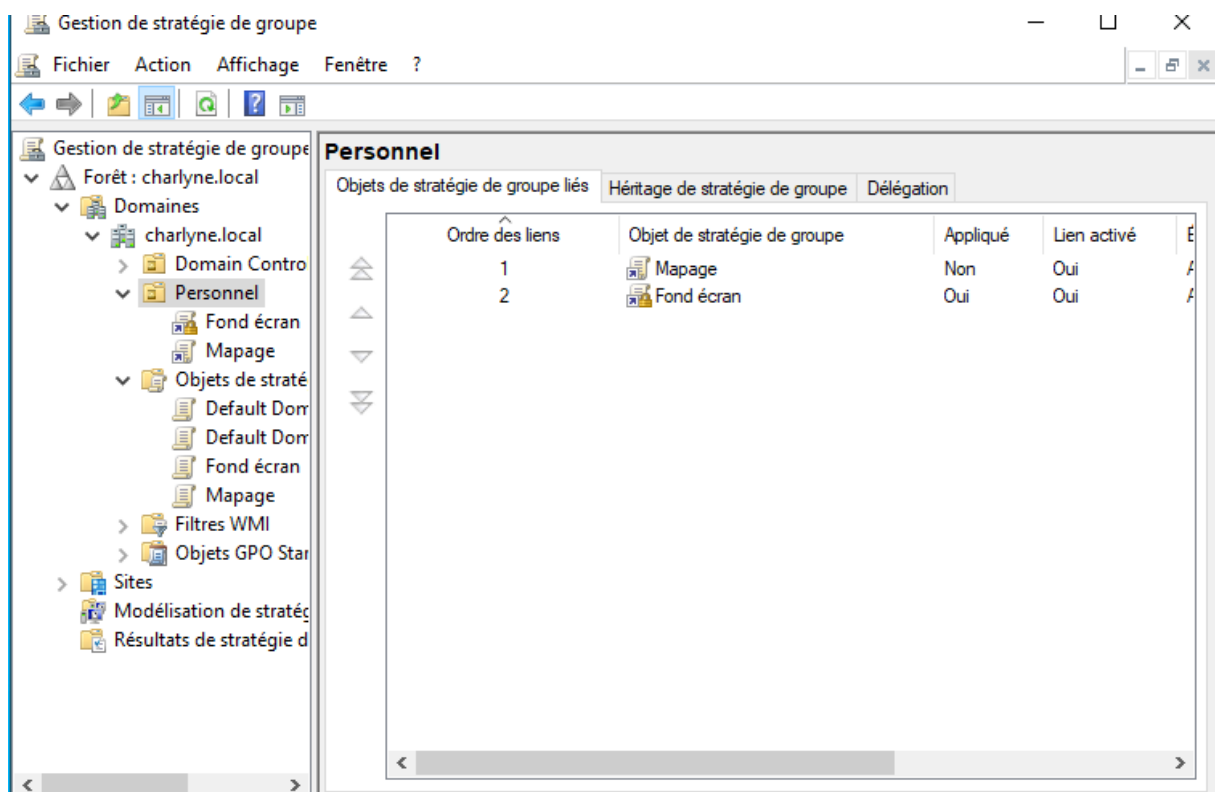 Gestion de stratégie de groupe
Fichier Action Affichage Fenêtre ?
Gestion de stratégie de groupe
Forêt : charlyne.local
Domaines
charlyne.local
Domain Contro
Personnel
Fond écran
Mapage
Objets de straté
Default Dom
Default Dom
Fond écran
Mapage
Filtres WMI
Objets GPO Star
Sites
Modélisation de stratég
Résultats de stratégie d
Personnel
Objets de stratégie de groupe liés Héritage de stratégie de groupe Délégation
Ordre des liens Objet de stratégie de groupe Appliqué Lien activé É
1 Mapage Non Oui A
2 Fond écran Oui Oui A